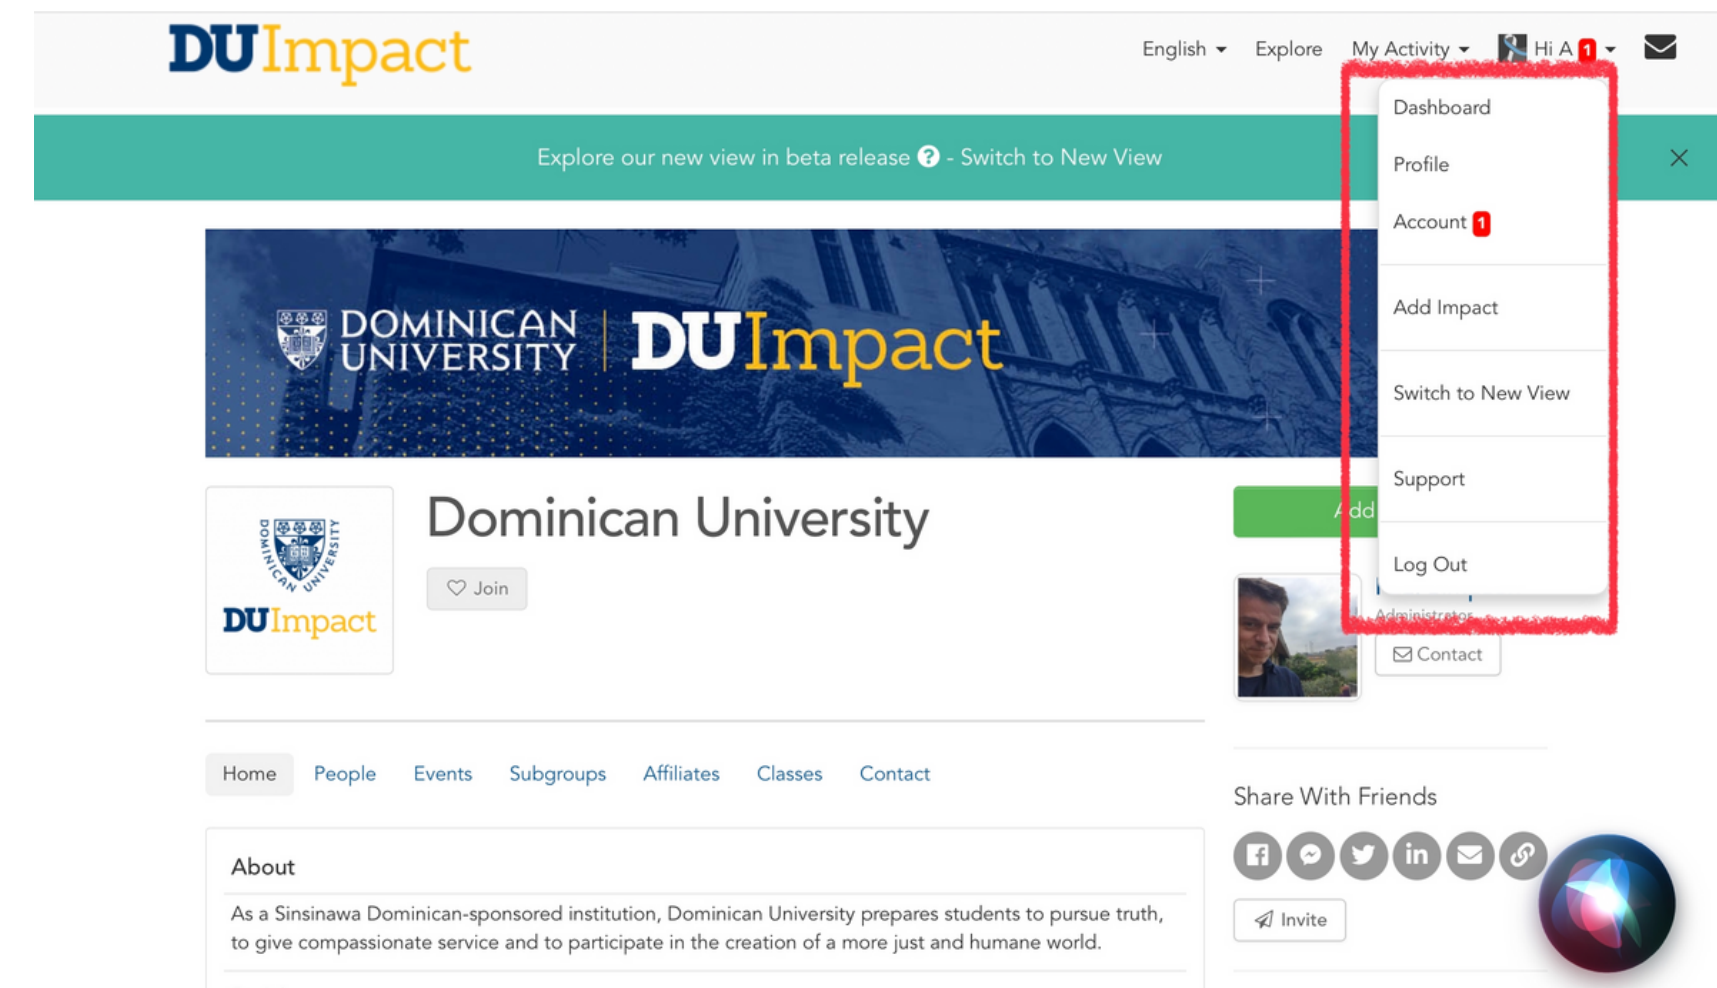 DUImpact
English
Explore
My Activity
Hi A 1
Explore our new view in beta release ? - Switch to New View
Dashboard
Profile
Account 1
Add Impact
Switch to New View
Support
Log Out
DOMINICAN
UNIVERSITY
DUImpact
DOMINICAN UNIVERSITY
DUImpact
Dominican University
Join
Add
Administrator
Contact
Home
People
Events
Subgroups
Affiliates
Classes
Contact
About
As a Sinsinawa Dominican-sponsored institution, Dominican University prepares students to pursue truth,
to give compassionate service and to participate in the creation of a more just and humane world.
Share With Friends
Invite